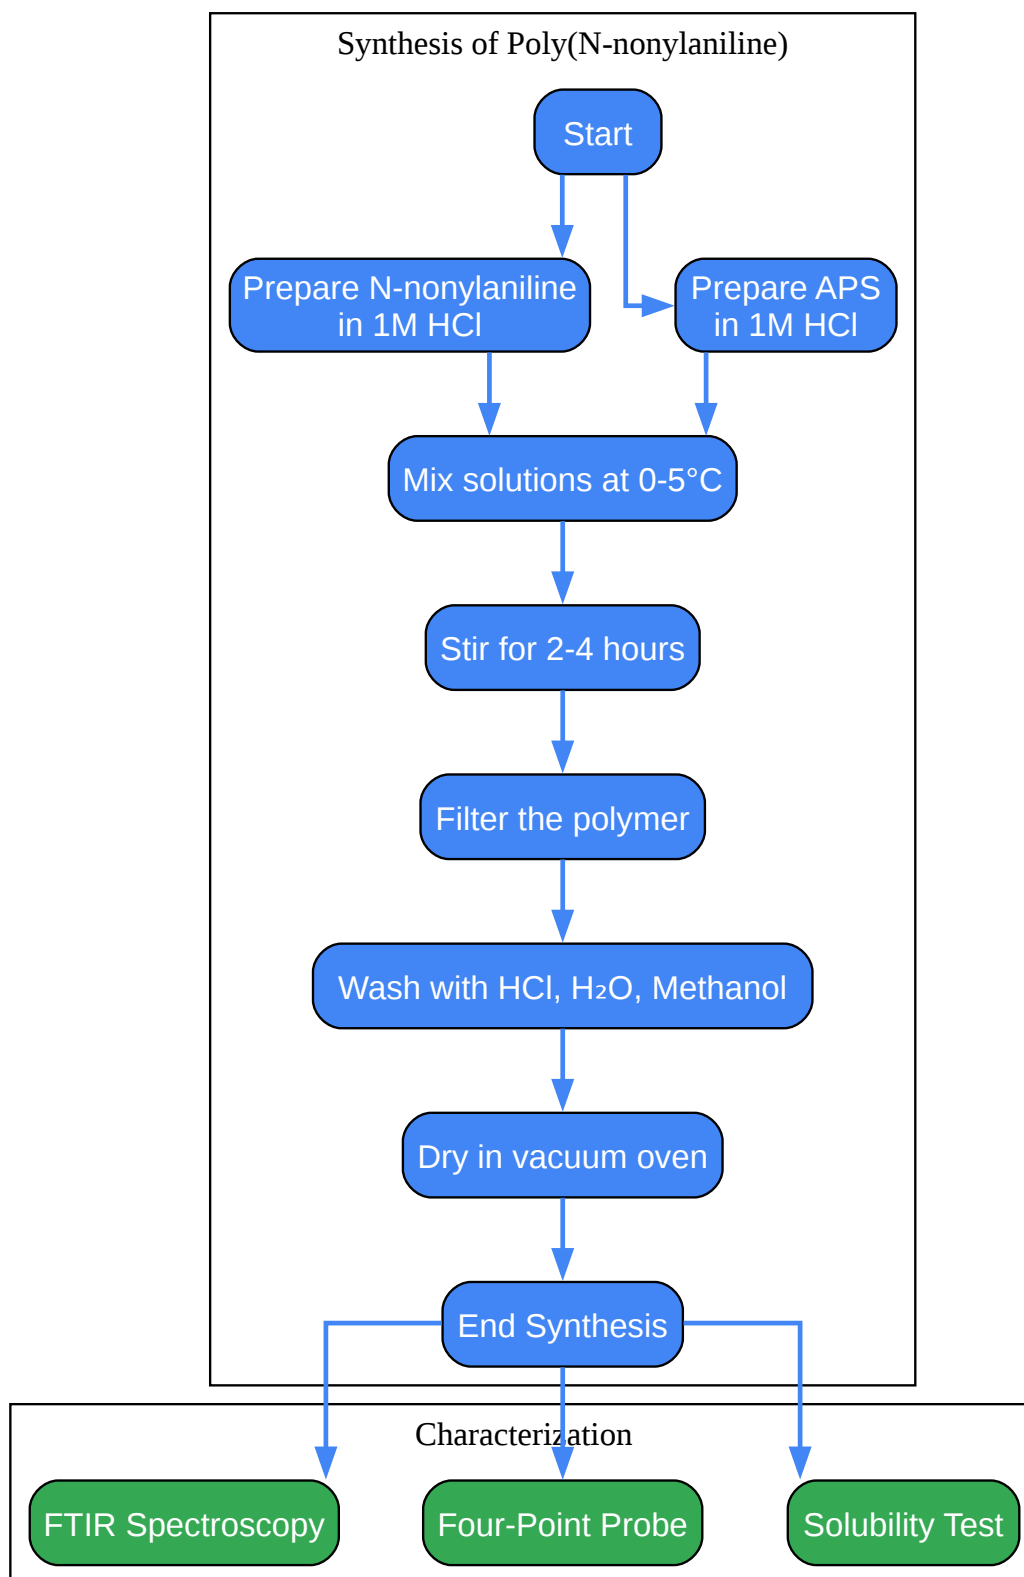 Synthesis of Poly(N-nonylaniline)
Start
Prepare N-nonylaniline
in 1M HCl
Prepare APS
in 1M HCl
Mix solutions at 0-5°C
Stir for 2-4 hours
Filter the polymer
Wash with HCl, H₂O, Methanol
Dry in vacuum oven
End Synthesis
Characterization
FTIR Spectroscopy
Four-Point Probe
Solubility Test